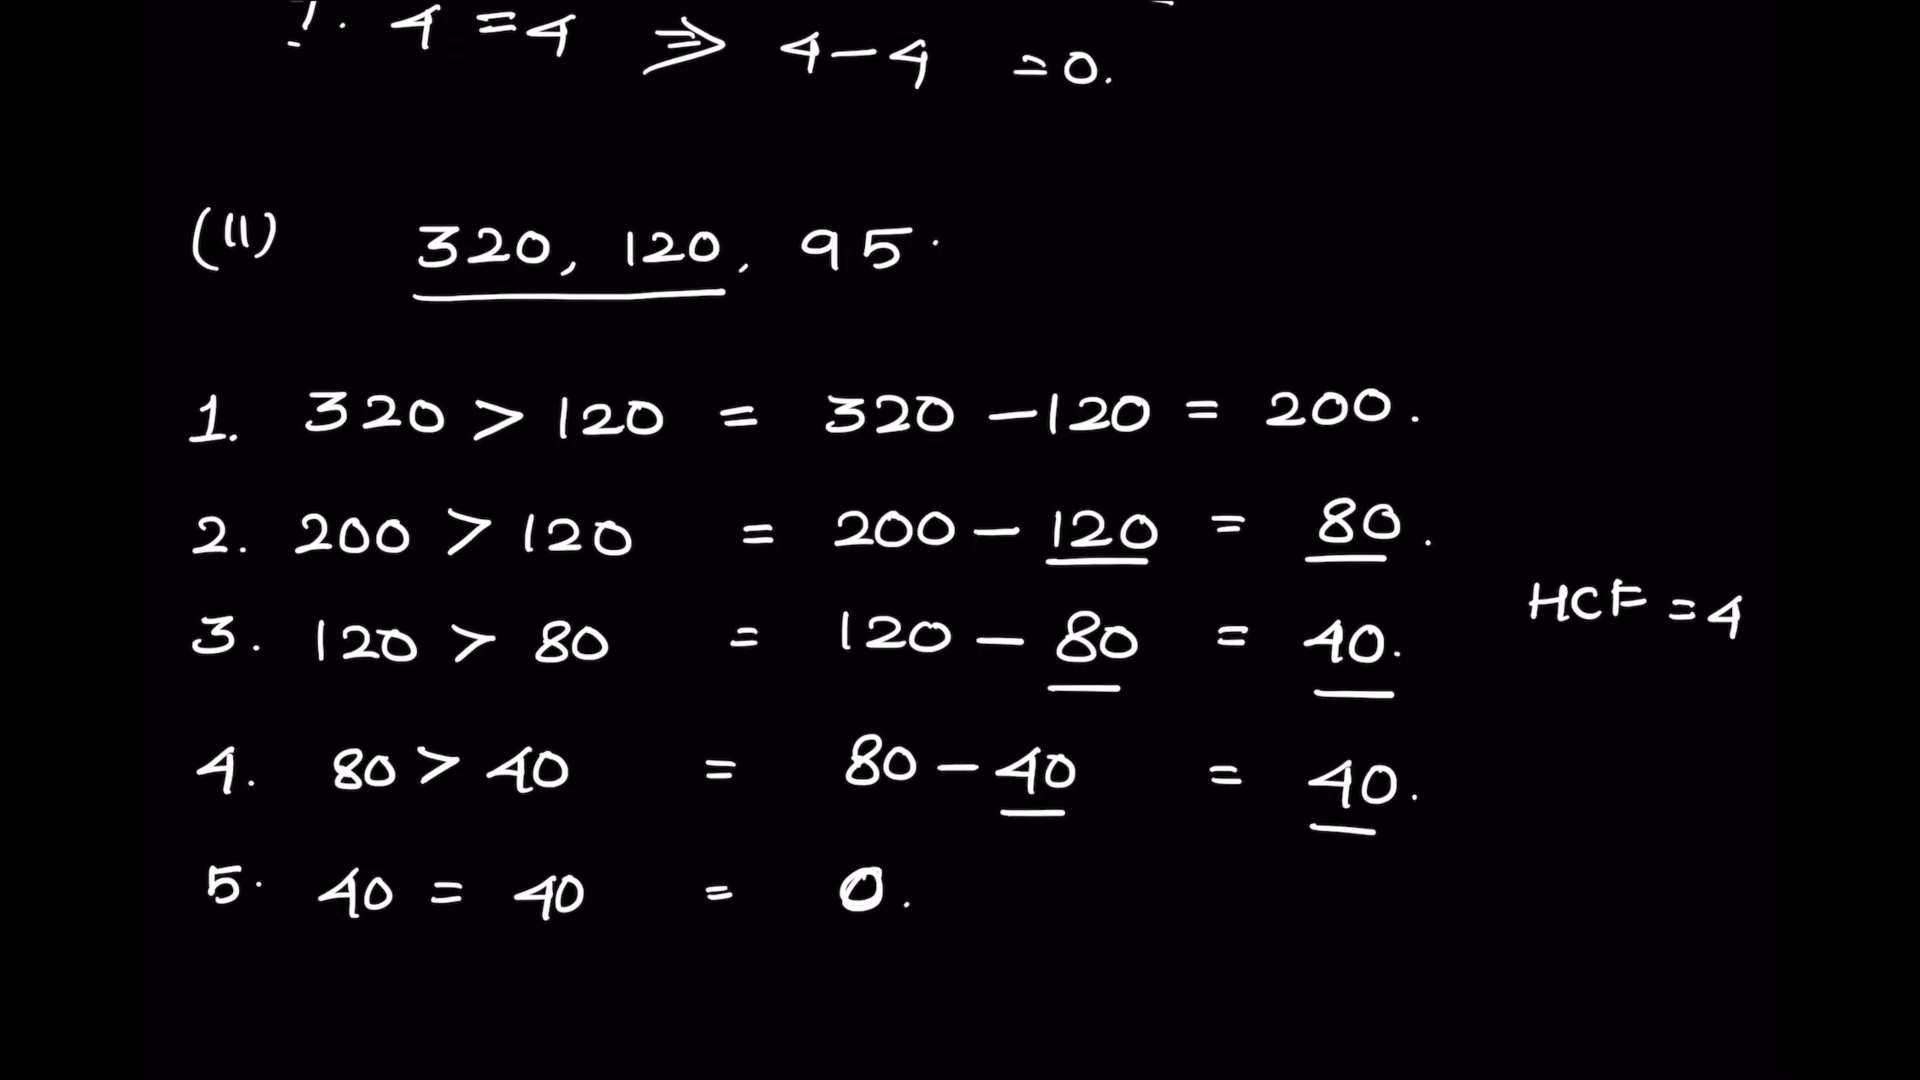 . 4 = 4 ⇒ 4 – 4 = 0.
(II) 320, 120, 95.
1. 320 > 120 = 320 – 120 = 200.
2. 200 > 120 = 200 – 120 = 80.
3. 120 > 80 = 120 – 80 = 40.
HCF = 4
4. 80 > 40 = 80 – 40 = 40.
5. 40 = 40 = 0.